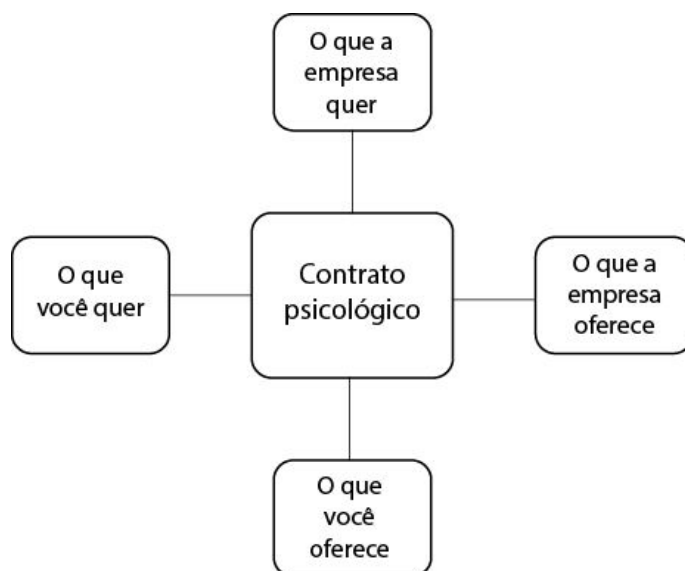 O que a
empresa
quer
O que
você quer
Contrato
psicológico
O que a
empresa
oferece
O que
você
oferece